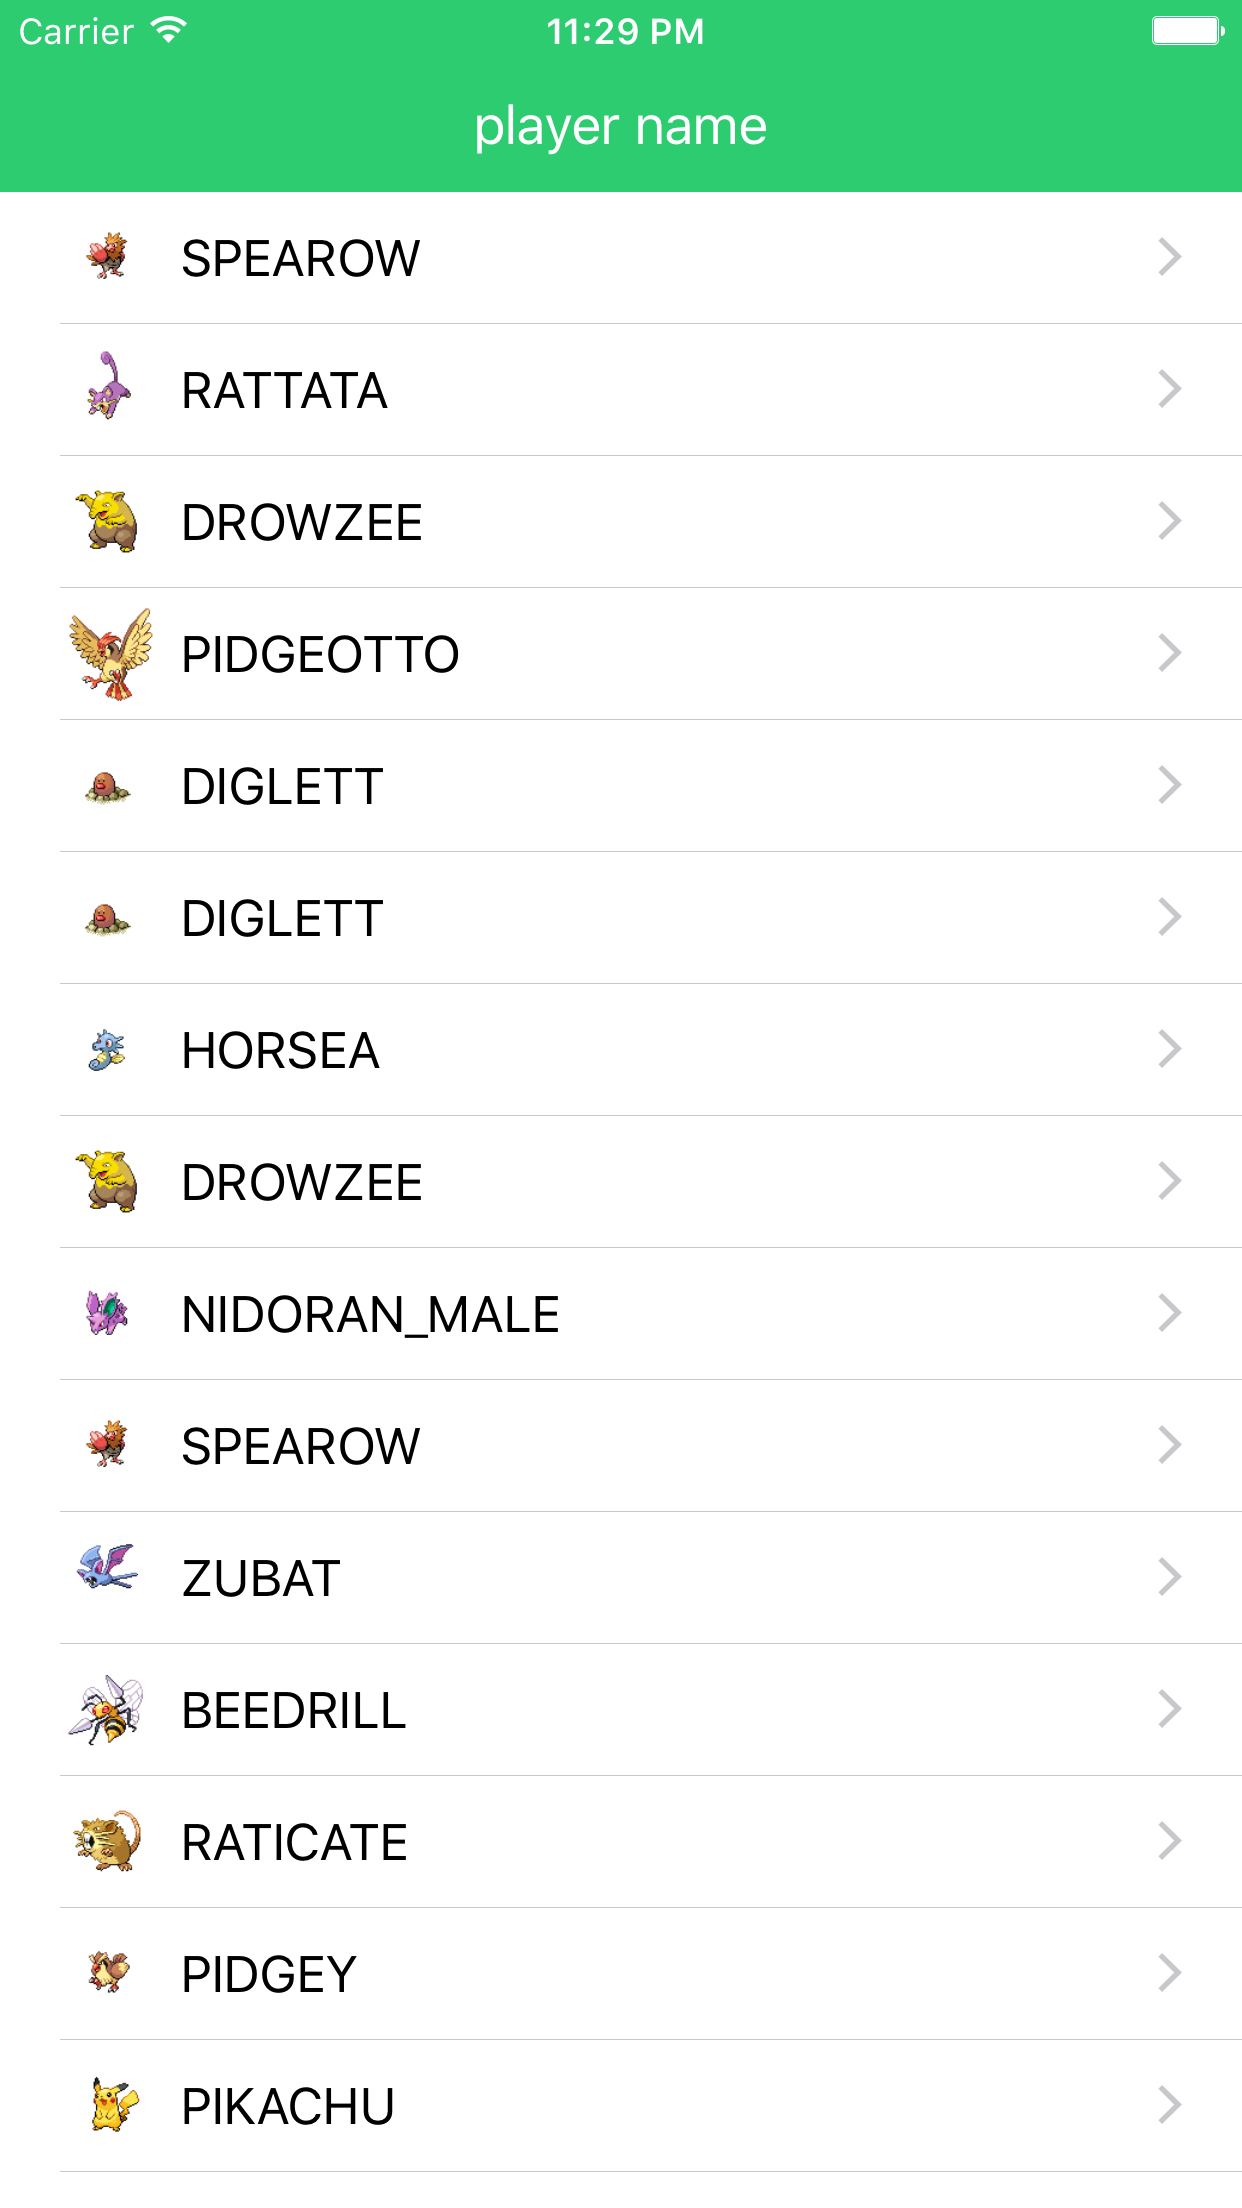 Carrier 11:29 PM
player name
SPEAROW
RATTATA
DROWZEE
PIDGEOTTO
DIGLETT
DIGLETT
HORSEA
DROWZEE
NIDORAN_MALE
SPEAROW
ZUBAT
BEEDRILL
RATICATE
PIDGEY
PIKACHU